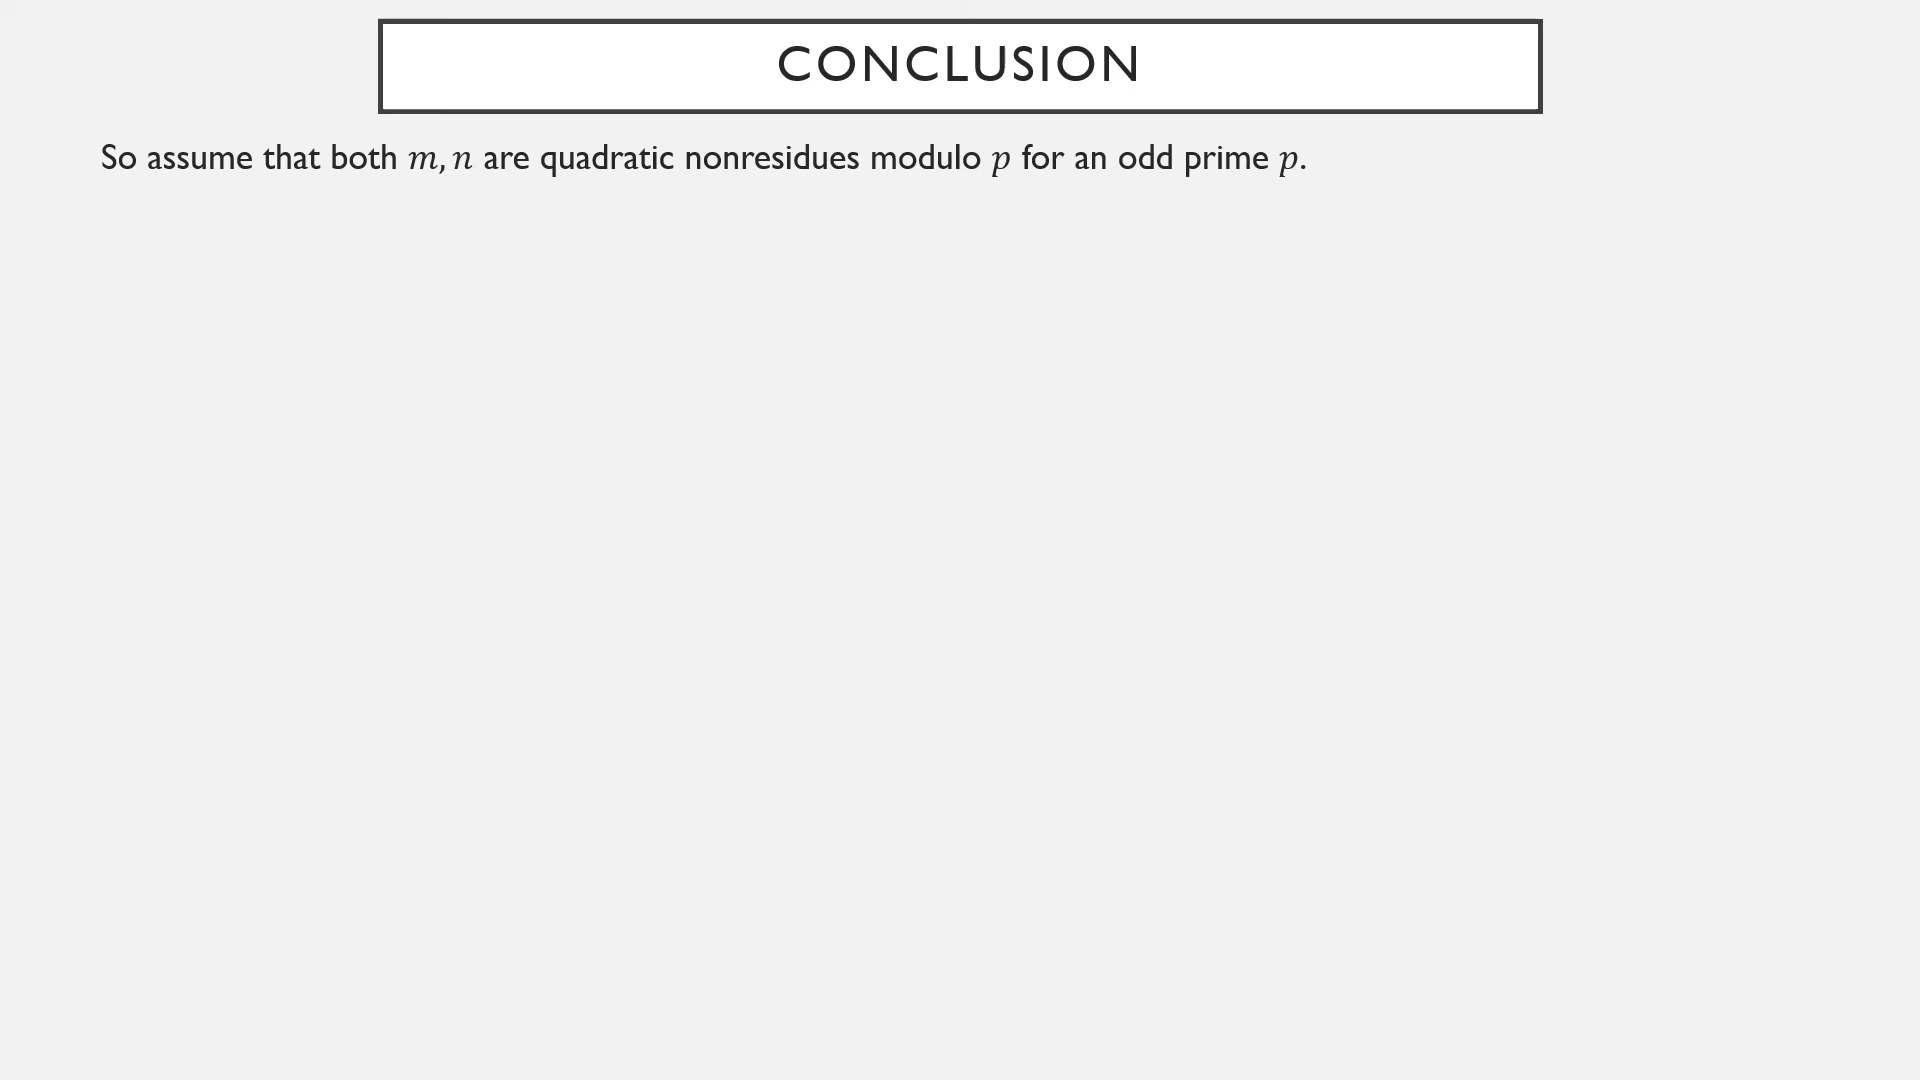 CONCLUSION
So assume that both m, n are quadratic nonresidues modulo p for an odd prime p.